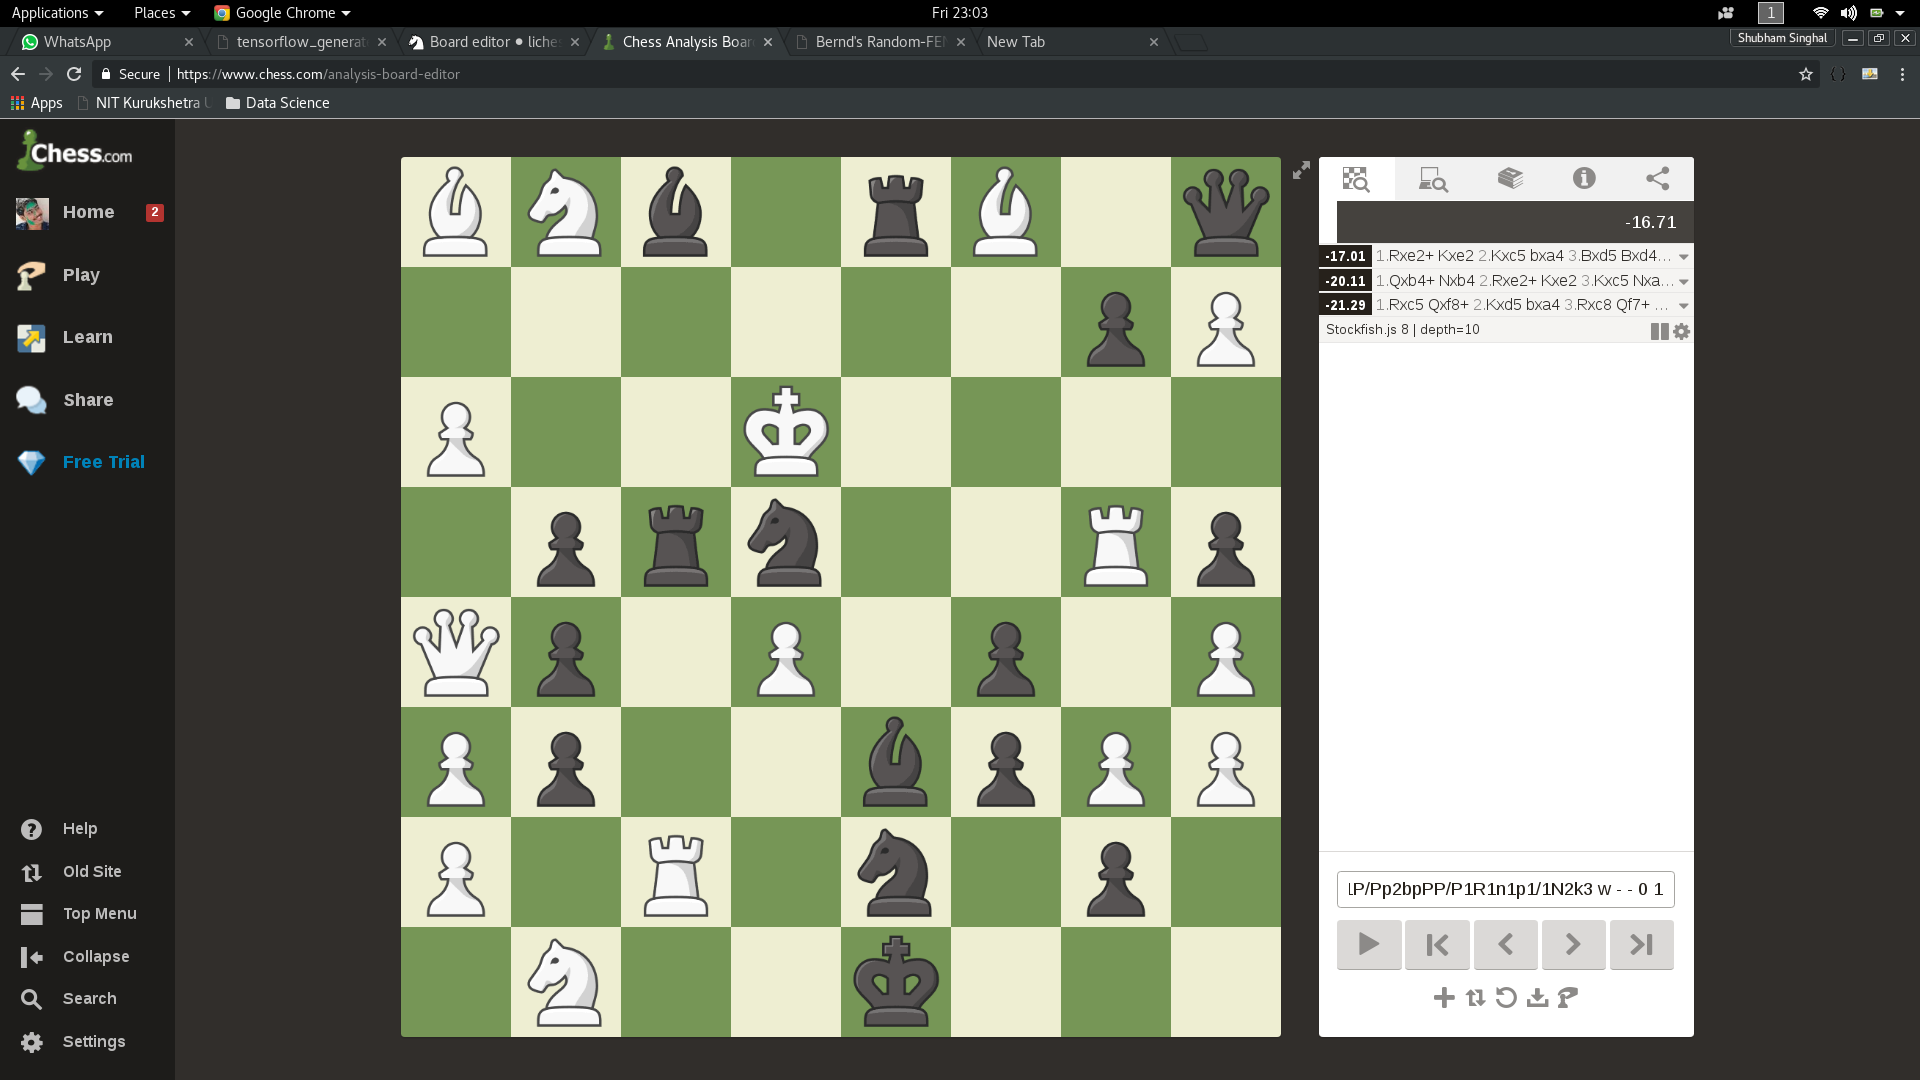 Applications Places Google Chrome Fri 23:03 1
WhatsApp tensorflow_generat Board editor • liches Chess Analysis Boar Bernd's Random-FEN New Tab Shubham Singhal
Secure https://www.chess.com/analysis-board-editor
Apps NIT Kurukshetra U Data Science
Chess.com
Home 2
Play
Learn
Share
Free Trial
Help
Old Site
Top Menu
Collapse
Search
Settings
-16.71
-17.01 1.Rxe2+ Kxe2 2.Kxc5 bxa4 3.Bxd5 Bxd4...
-20.11 1.Qxb4+ Nxb4 2.Rxe2+ Kxe2 3.Kxc5 Nxa...
-21.29 1.Rxc5 Qxf8+ 2.Kxd5 bxa4 3.Rxc8 Qf7+ ...
Stockfish.js 8 | depth=10
P/Pp2bpPP/P1R1n1p1/1N2k3 w - - 0 1